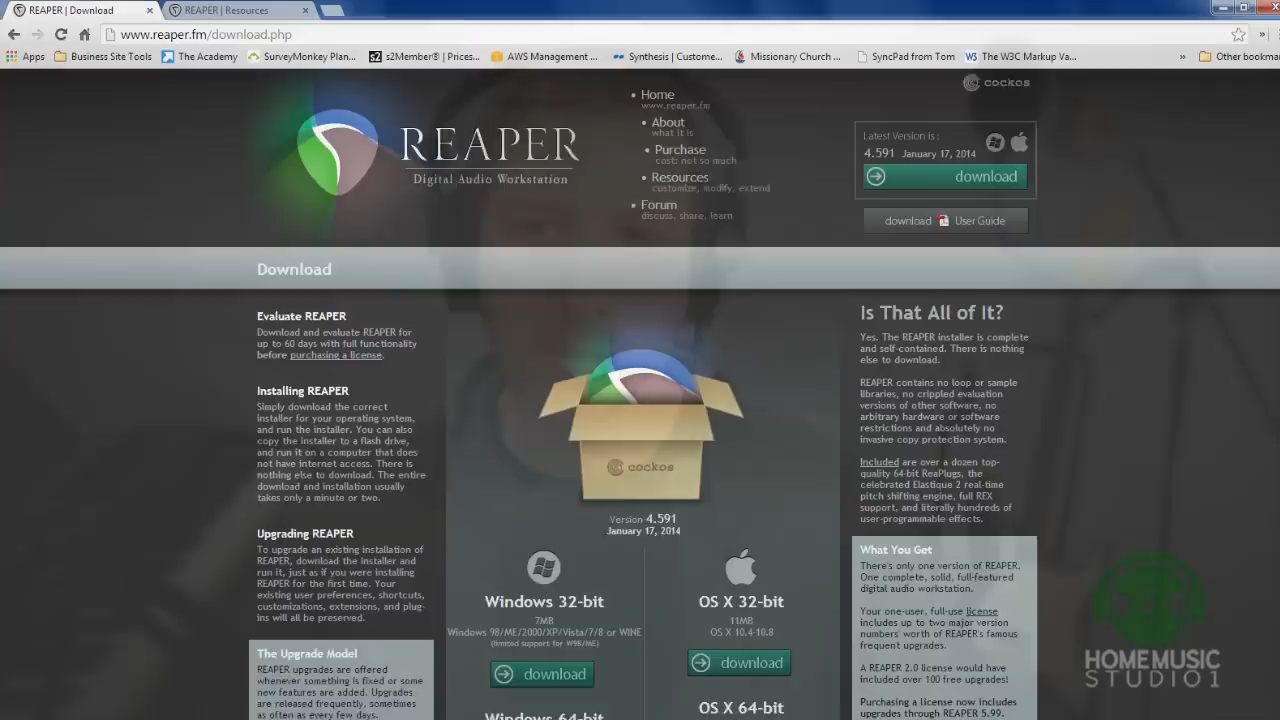 REAPER | Download
REAPER | Resources
www.reaper.fm/download.php
Apps
Business Site Tools
The Academy
SurveyMonkey Plan...
s2 s2Member® | Prices...
AWS Management ...
Synthesis | Custome...
Missionary Church ...
SyncPad from Tom
The W3C Markup Va...
»
Other bookmar
cockos
REAPER
Digital Audio Workstation
Home
www.reaper.fm
About
what it is
Purchase
cost: not so much
Resources
customize, modify, extend
Forum
discuss, share, learn
Latest Version is :
4.591 January 17, 2014
download
download User Guide
Download
Evaluate REAPER
Download and evaluate REAPER for
up to 60 days with full functionality
before purchasing a license.
Installing REAPER
Simply download the correct
installer for your operating system,
and run the installer. You can also
copy the installer to a flash drive,
and run it on a computer that does
not have internet access. There is
nothing else to download. The entire
download and installation usually
takes only a minute or two.
Upgrading REAPER
To upgrade an existing installation of
REAPER, download the installer and
run it, just as if you were installing
REAPER for the first time. Your
existing user preferences, shortcuts,
customizations, extensions, and plug-
ins will be preserved.
The Upgrade Model
REAPER upgrades are offered
whenever something is fixed or some
new features are added. Upgrades
are released frequently, sometimes
as often as every few days.
cockos
Version 4.591
January 17, 2014
Windows 32-bit
7MB
Windows 98/ME/2000/XP/Vista/7/8 or WINE
(limited support for W98/ME)
download
Windows 64-bit
OS X 32-bit
11MB
OS X 10.4-10.8
download
OS X 64-bit
Is That All of It?
Yes. The REAPER installer is complete
and self-contained. There is nothing
else to download.
REAPER contains no loop or sample
libraries, no crippled evaluation
versions of other software, no
arbitrary hardware or software
restrictions and absolutely no
invasive copy protection system.
Included are over a dozen top-
quality 64-bit ReaPlugs, the
celebrated Elastique 2 real-time
pitch shifting engine, full REX
support, and literally hundreds of
user-programmable effects.
What You Get
There's only one version of REAPER.
One complete, solid, full-featured
digital audio workstation.
Your one-user, full-use license
includes up to two major version
numbers' worth of REAPER's famous
frequent upgrades.
A REAPER 2.0 license would have
included over 100 free upgrades!
Purchasing a license now includes
upgrades through REAPER 5.99.
HOMEMUSIC
STUDIO1